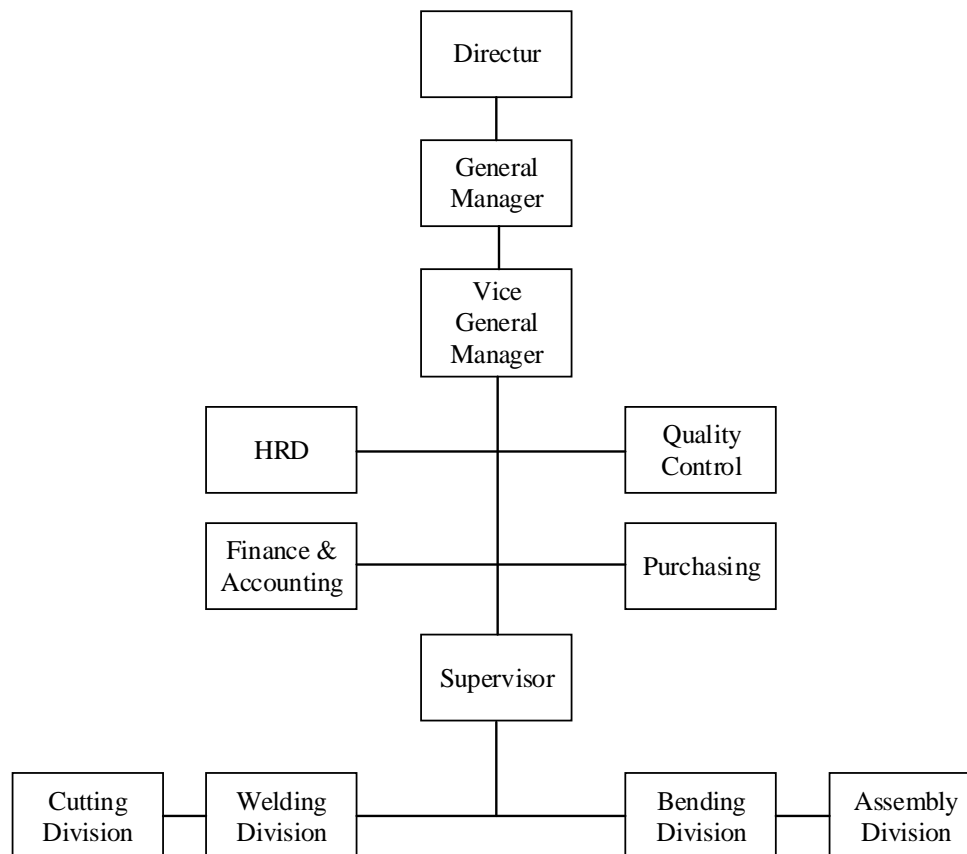 Directur
General
Manager
Vice
General
Manager
HRD
Quality
Control
Finance &
Accounting
Purchasing
Supervisor
Cutting
Division
Welding
Division
Bending
Division
Assembly
Division